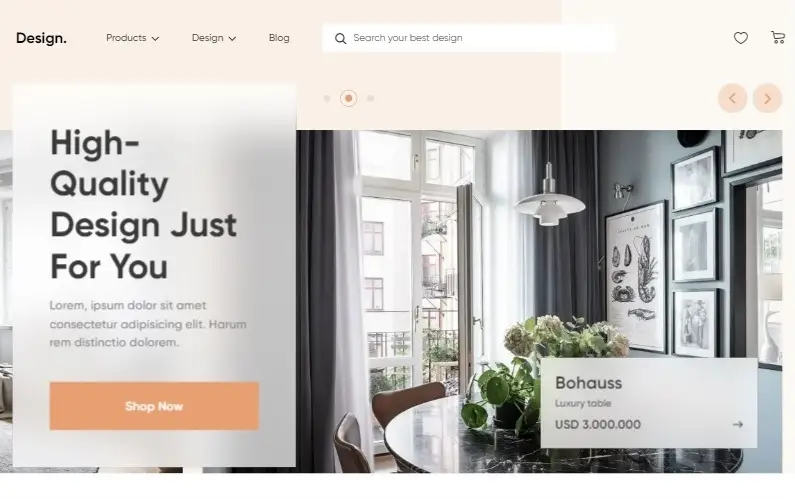 Design.
Products
Design
Blog
Search your best design
High-
Quality
Design Just
For You
Lorem, ipsum dolor sit amet
consectetur adipisicing elit. Harum
rem distinctio dolorem.
Shop Now
Bohauss
Luxury table
USD 3.000.000